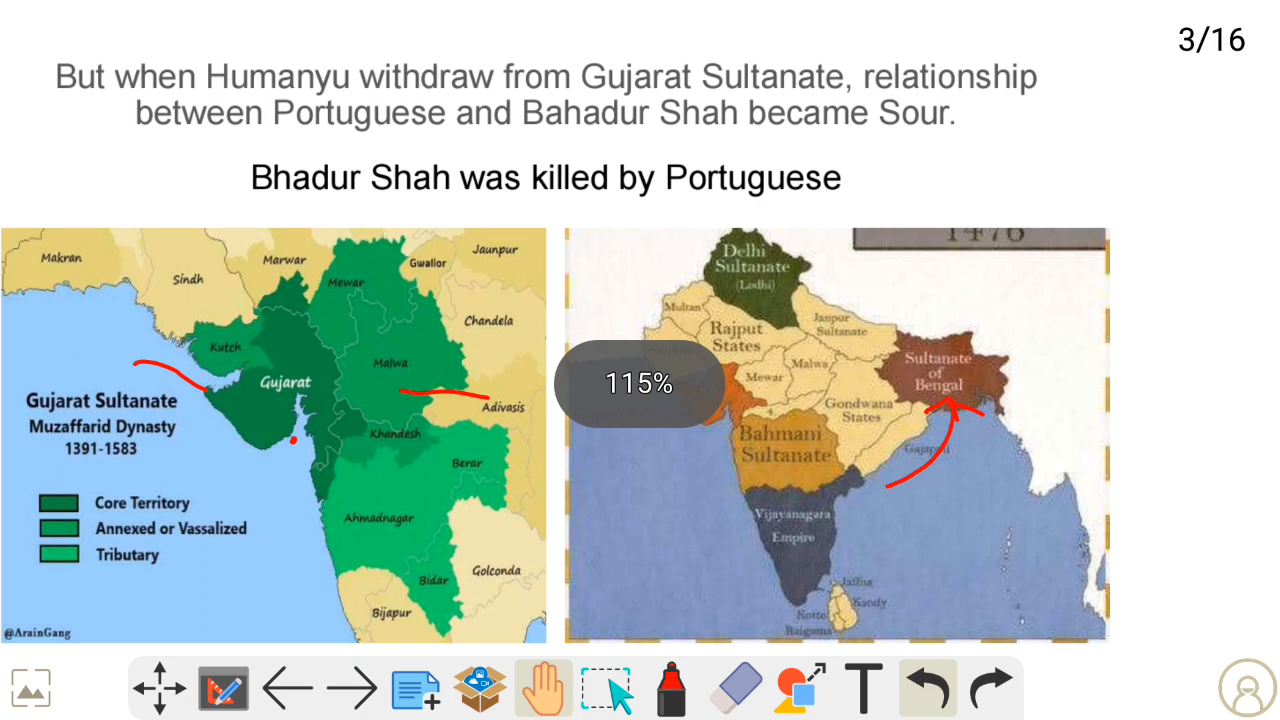 3/16
But when Humanyu withdraw from Gujarat Sultanate, relationship
between Portuguese and Bahadur Shah became Sour.
Bhadur Shah was killed by Portuguese
Makran
Sindh
Marwar
Jaunpur
Gwalior
Mewar
Chandela
Kutch
Malwa
Gujarat
Adivasis
Khandesh
Berar
Ahmadnagar
Golconda
Bidar
Bijapur
Gujarat Sultanate
Muzaffarid Dynasty
1391-1583
Core Territory
Annexed or Vassalized
Tributary
@ArainGang
1476
Delhi
Sultanate
(Lodhi)
Multan
Janpur
Sultanate
Rajput
States
Sultanate
of
Bengal
Malwa
Mewar
115%
4
Gondwana
States
Bahmani
Sultanate
Gajapati
Vijayanagara
Empire
Jaffna
Kandy
Kotte
Raigama
T